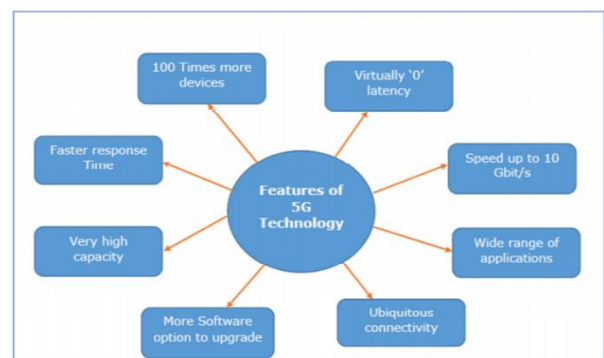 100 Times more
devices
Virtually ‘0’
latency
Faster response
Time
Speed up to 10
Gbit/s
Features of
5G
Technology
Very high
capacity
Wide range of
applications
More Software
option to upgrade
Ubiquitous
connectivity